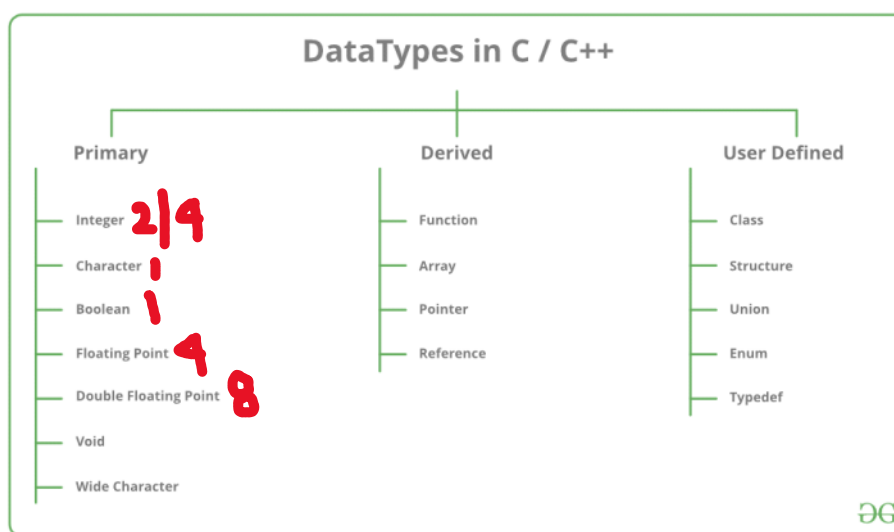 DataTypes in C / C++
Primary
Integer 2|4
Character 1
Boolean 1
Floating Point 4
Double Floating Point 8
Void
Wide Character
Derived
Function
Array
Pointer
Reference
User Defined
Class
Structure
Union
Enum
Typedef